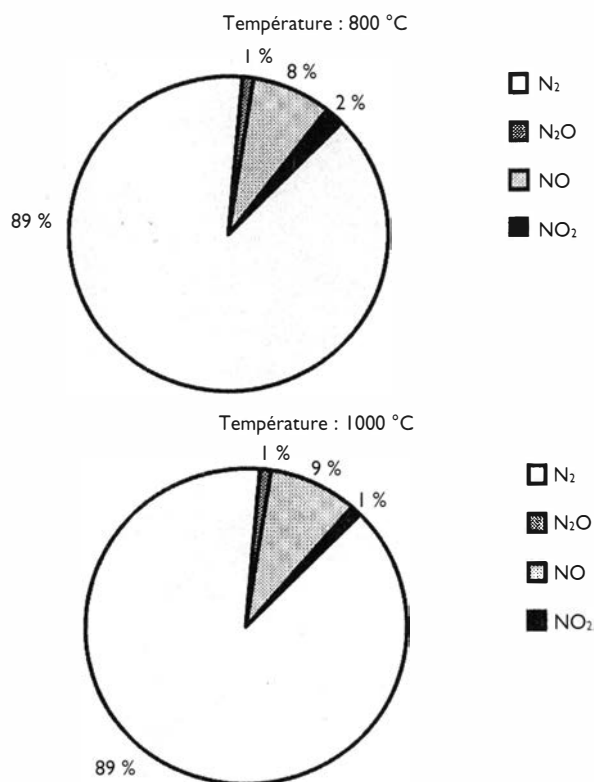 Température : 800 °C
1 %
8 %
2 %
89 %
N₂
N₂O
NO
NO₂
Température : 1000 °C
1 %
9 %
1 %
89 %
N₂
N₂O
NO
NO₂